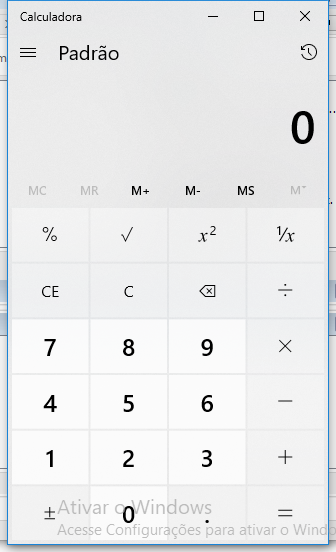 Calculadora
Padrão
0
MC MR M+ M- MS M˅
% √ x² ¹/x
CE C ⌫ ÷
7 8 9 ×
4 5 6 −
1 2 3 +
± 0 . =
Ativar o Windows
Acesse Configurações para ativar o Windo